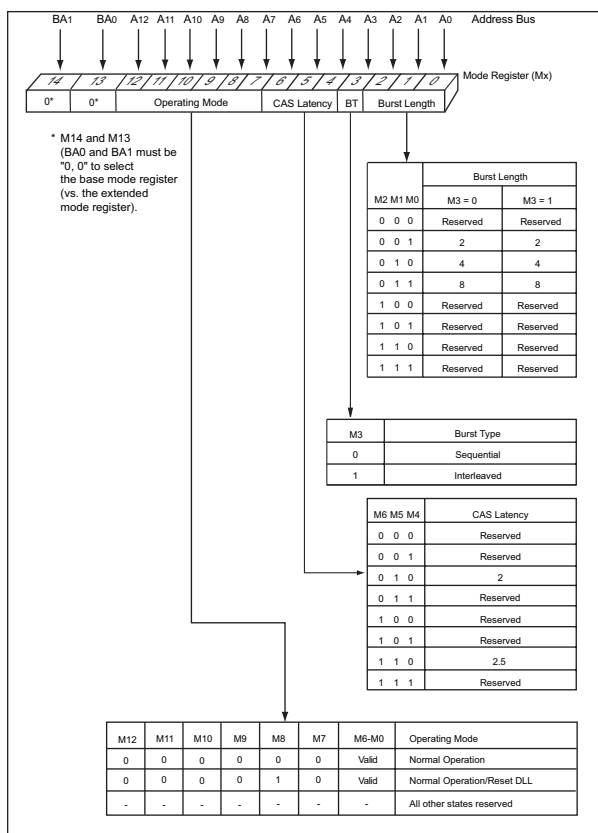 BA1 BA0 A12 A11 A10 A9 A8 A7 A6 A5 A4 A3 A2 A1 A0 Address Bus
14 13 12 11 10 9 8 7 6 5 4 3 2 1 0 Mode Register (Mx)
0* 0* Operating Mode CAS Latency BT Burst Length
* M14 and M13
(BA0 and BA1 must be
"0, 0" to select
the base mode register
(vs. the extended
mode register).
Burst Length
M2 M1 M0 M3 = 0 M3 = 1
0 0 0 Reserved Reserved
0 0 1 2 2
0 1 0 4 4
0 1 1 8 8
1 0 0 Reserved Reserved
1 0 1 Reserved Reserved
1 1 0 Reserved Reserved
1 1 1 Reserved Reserved
M3 Burst Type
0 Sequential
1 Interleaved
M6 M5 M4 CAS Latency
0 0 0 Reserved
0 0 1 Reserved
0 1 0 2
0 1 1 Reserved
1 0 0 Reserved
1 0 1 Reserved
1 1 0 2.5
1 1 1 Reserved
M12 M11 M10 M9 M8 M7 M6-M0 Operating Mode
0 0 0 0 0 0 Valid Normal Operation
0 0 0 0 1 0 Valid Normal Operation/Reset DLL
- - - - - - - All other states reserved